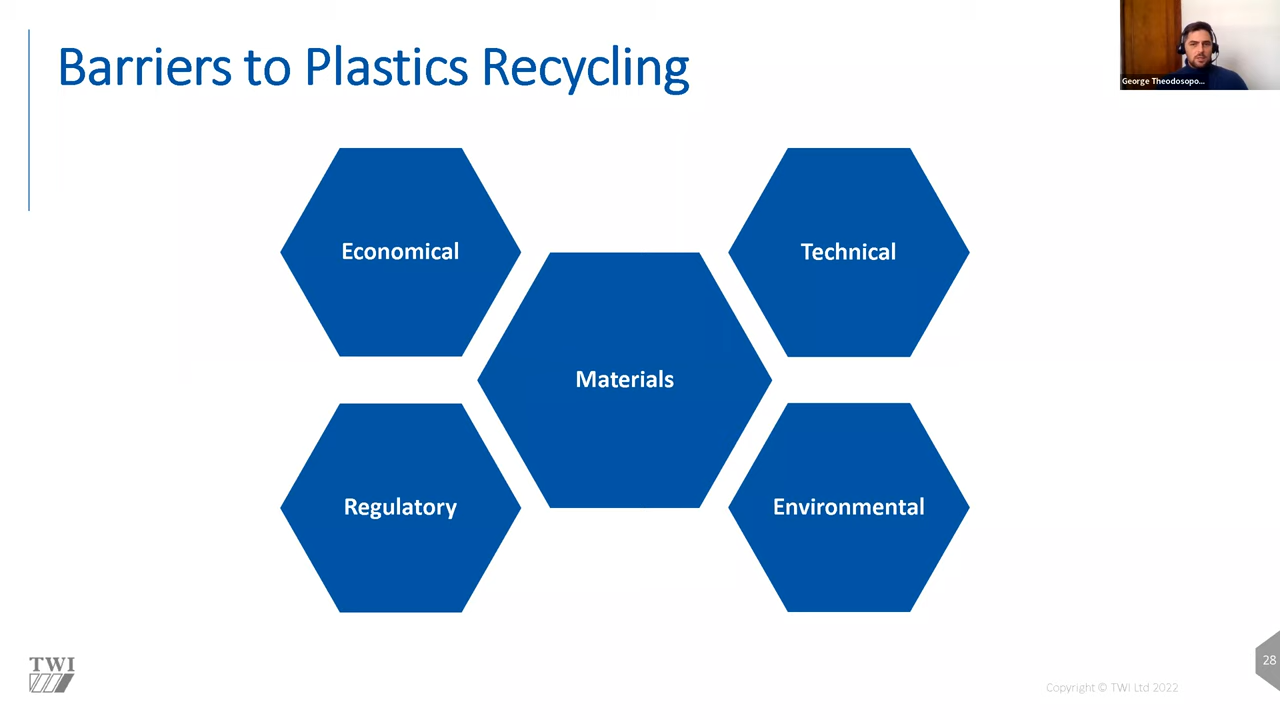 Barriers to Plastics Recycling
George Theodosopo...
Economical
Technical
Materials
Regulatory
Environmental
TWI
28
Copyright © TWI Ltd 2022